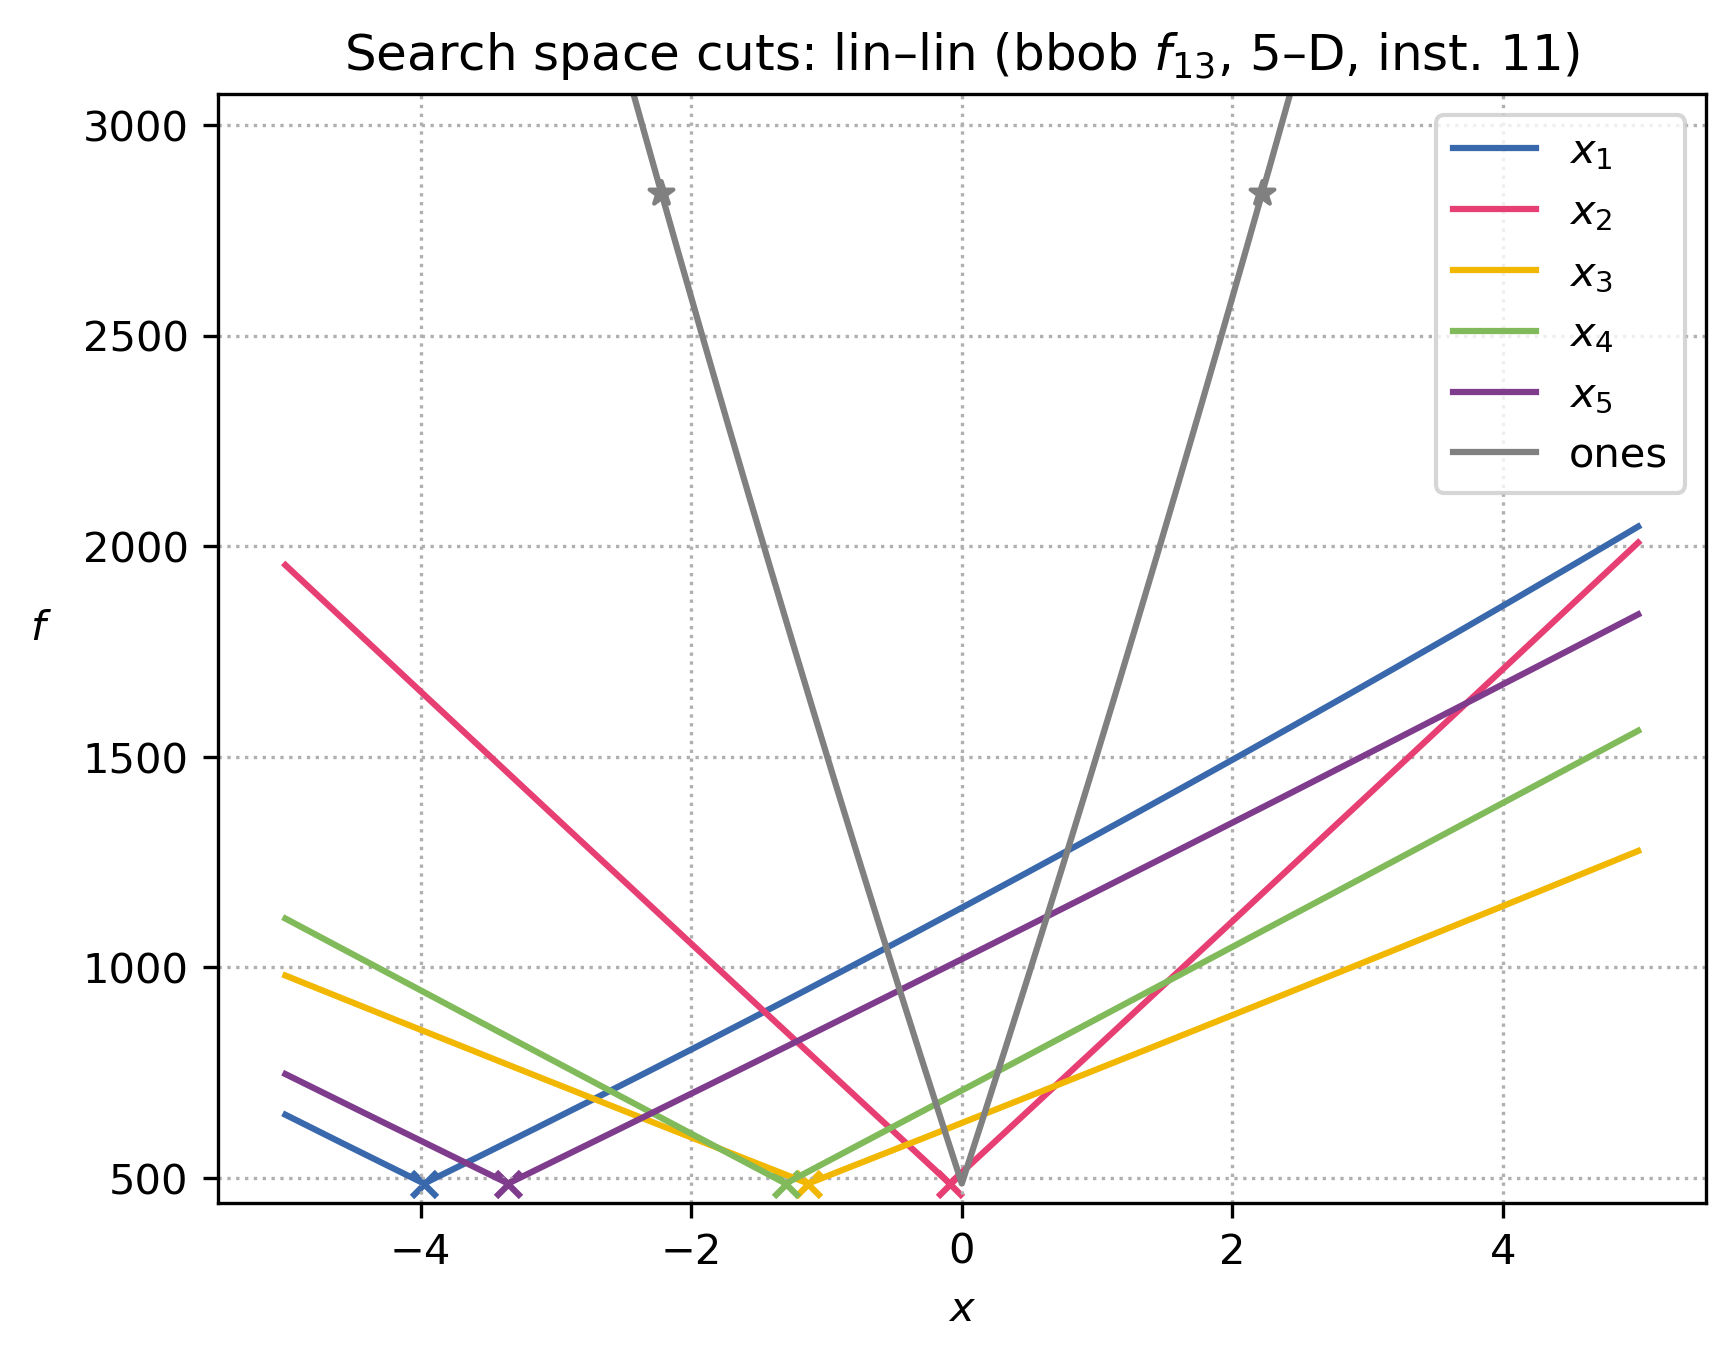 Search space cuts: lin–lin (bbob f₁₃, 5–D, inst. 11)
3000
2500
2000
1500
1000
500
f
−4
−2
0
2
4
x
x₁
x₂
x₃
x₄
x₅
ones